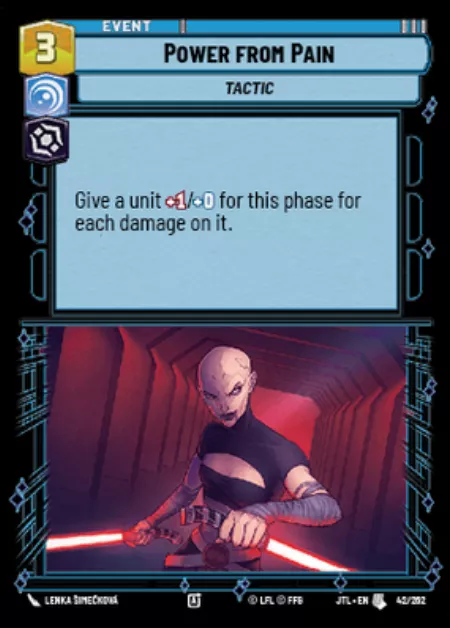 EVENT
3
POWER FROM PAIN
TACTIC
Give a unit +1/+0 for this phase for
each damage on it.
LENKA ŠIMEČKOVÁ
A
© LFL © FFG
JTL • EN
42/262